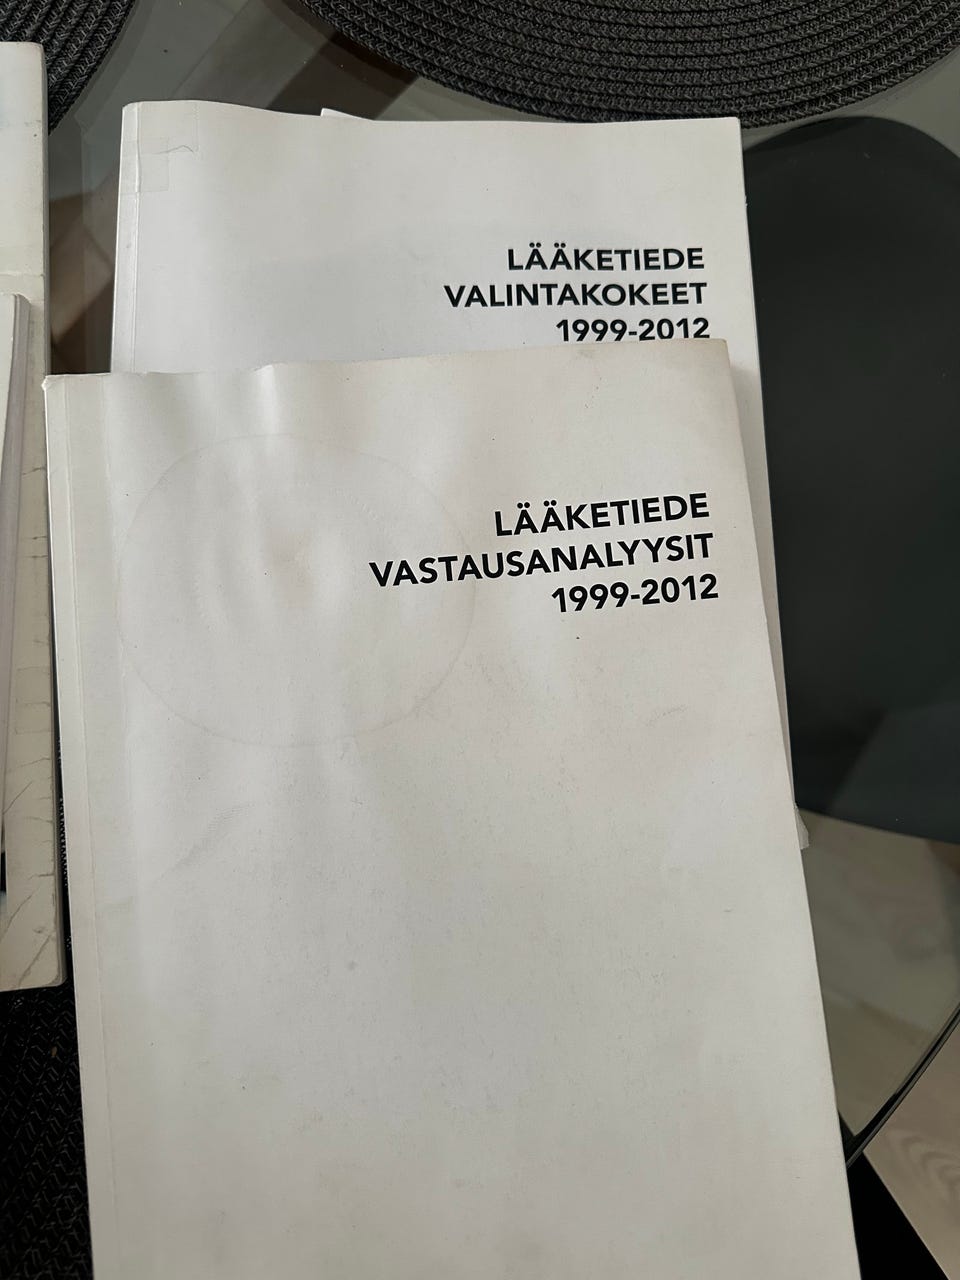 LÄÄKETIEDE
VALINTAKOKEET
1999-2012
LÄÄKETIEDE
VASTAUSANALYYSIT
1999-2012